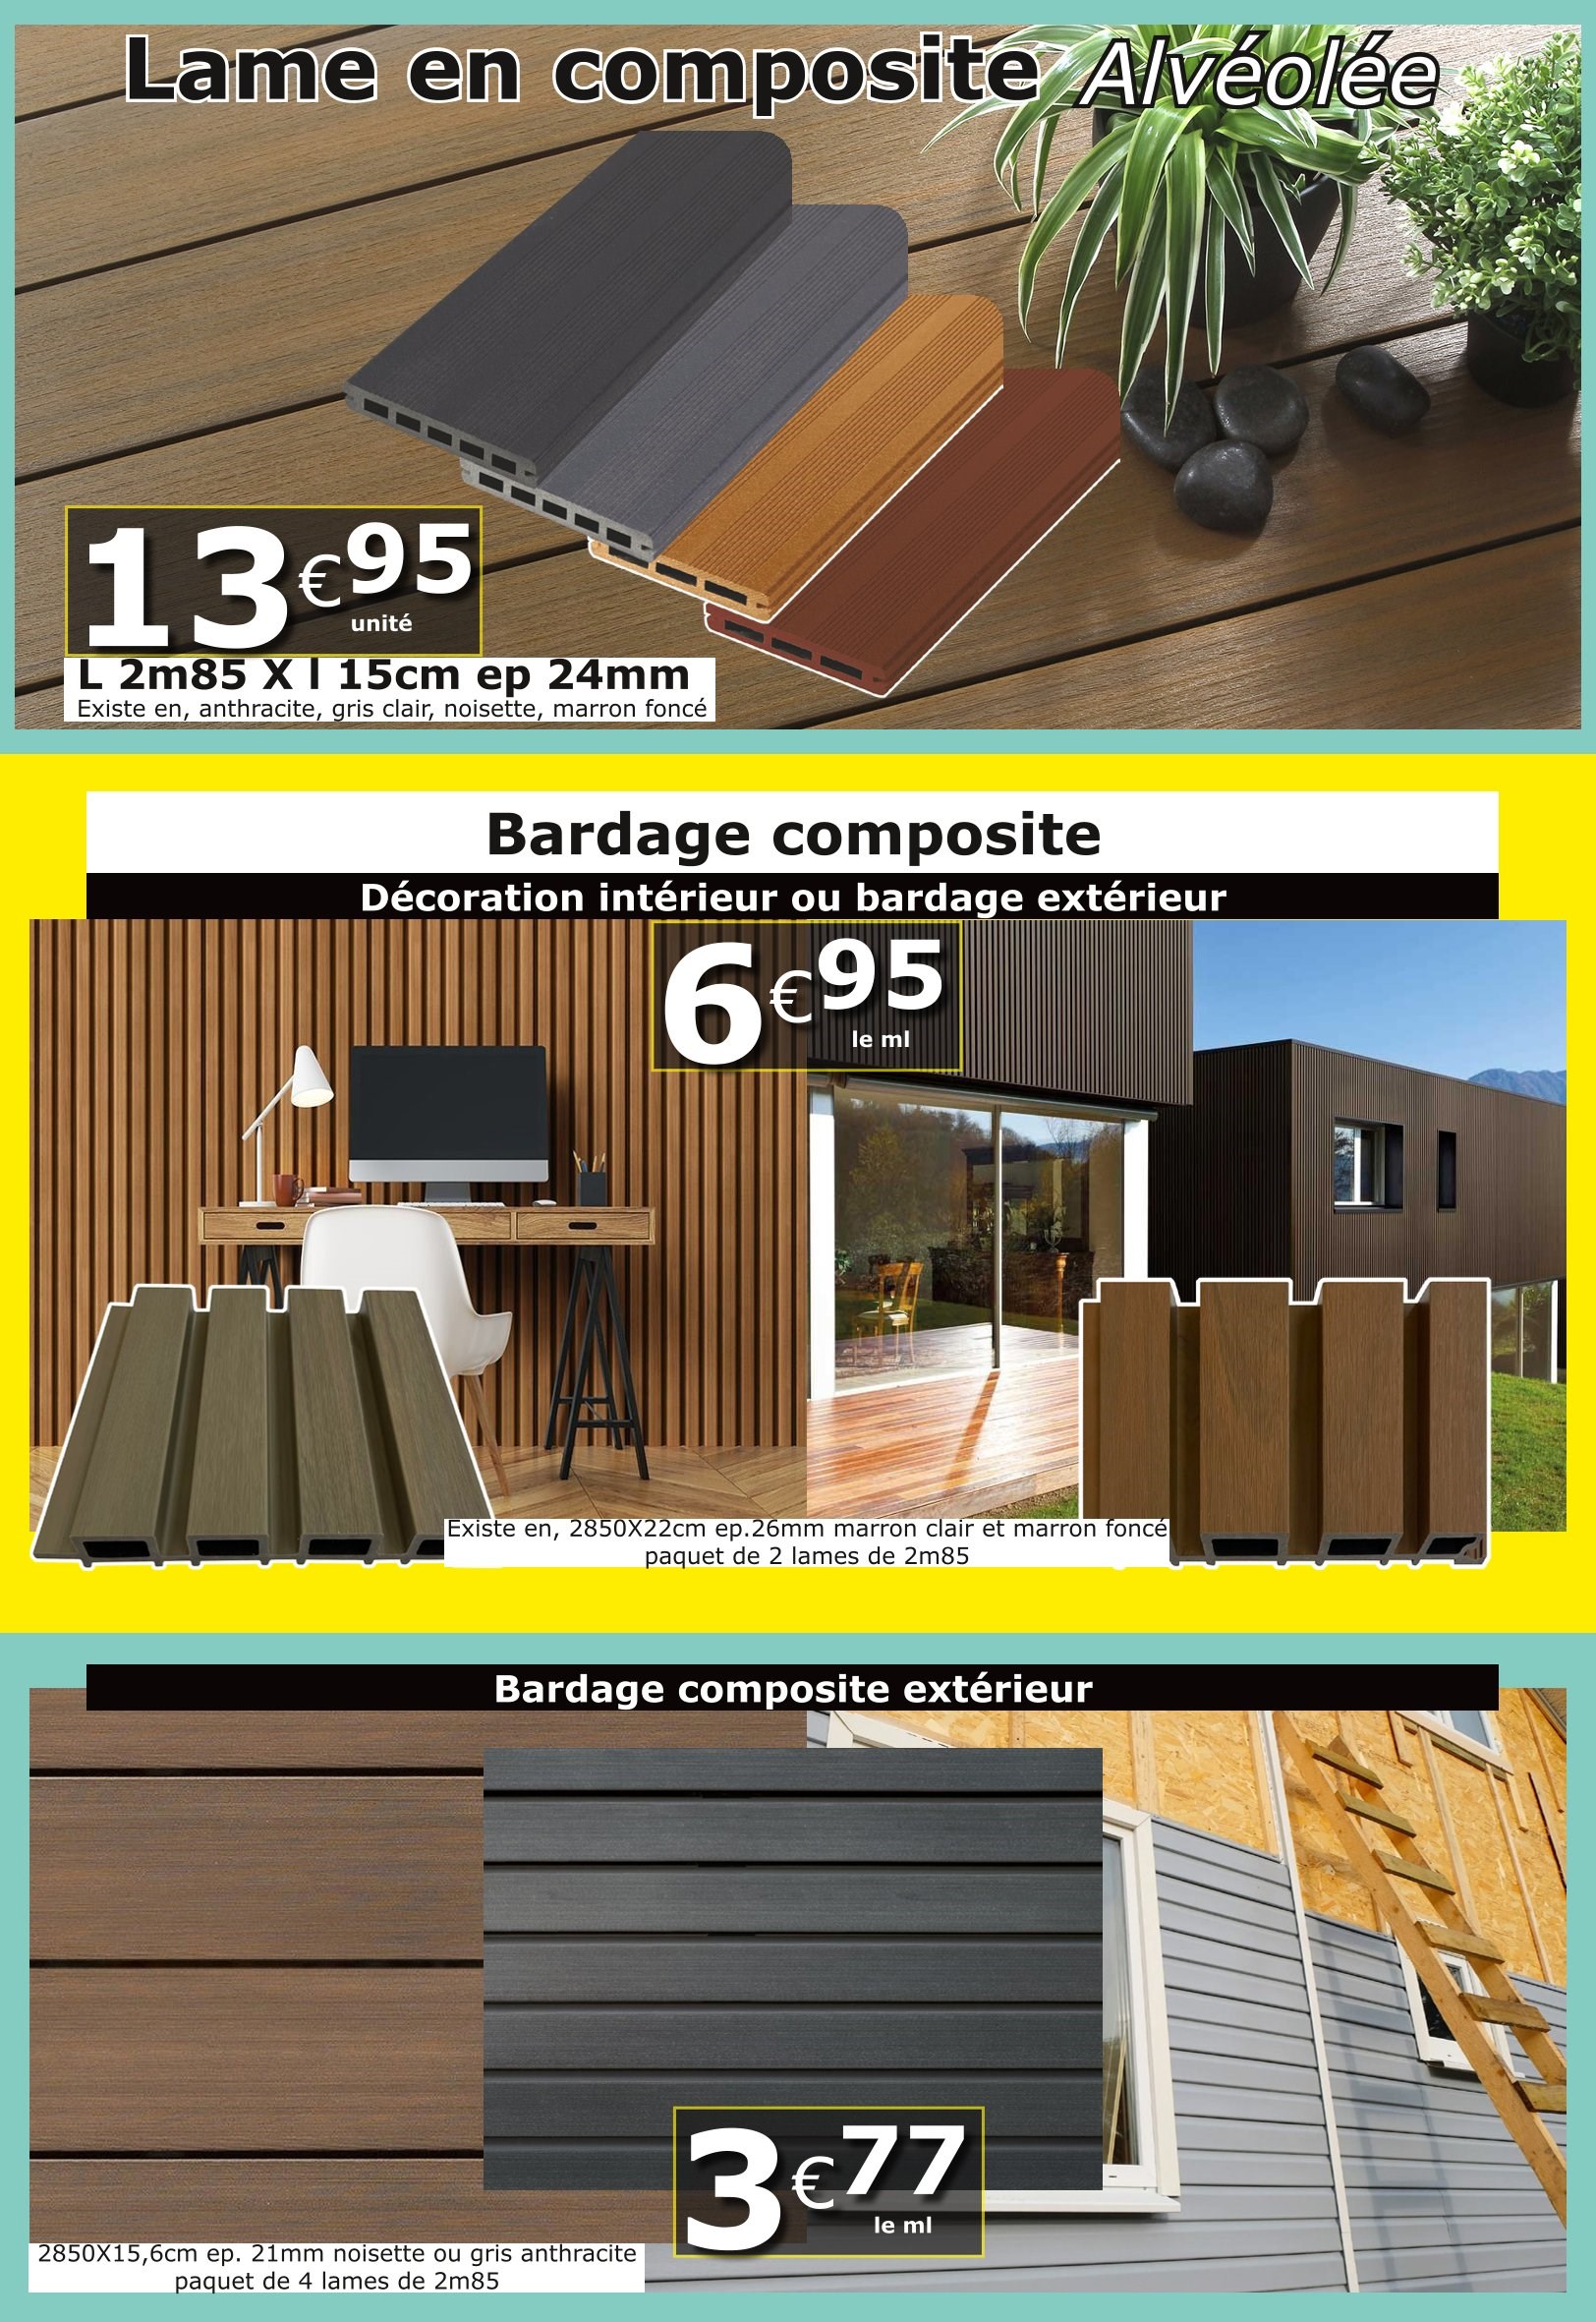 Lame en composite Alvéolée
13€95
unité
L 2m85 X l 15cm ep 24mm
Existe en, anthracite, gris clair, noisette, marron foncé
Bardage composite
Décoration intérieur ou bardage extérieur
6€95
le ml
Existe en, 2850X22cm ep.26mm marron clair et marron foncé
paquet de 2 lames de 2m85
Bardage composite extérieur
3€77
le ml
2850X15,6cm ep. 21mm noisette ou gris anthracite
paquet de 4 lames de 2m85